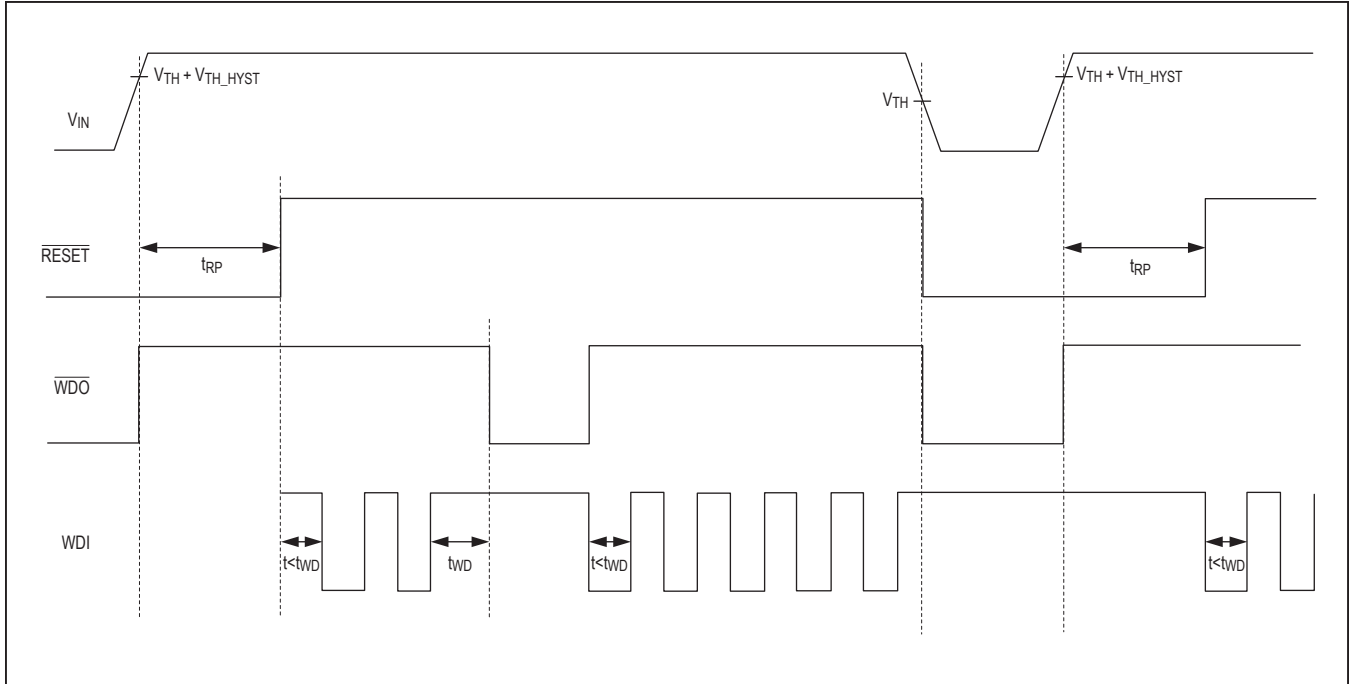 VTH + VTH_HYST
VTH + VTH_HYST
VTH
VIN
RESET
tRP
tRP
WDO
WDI
t<tWD
tWD
t<tWD
t<tWD